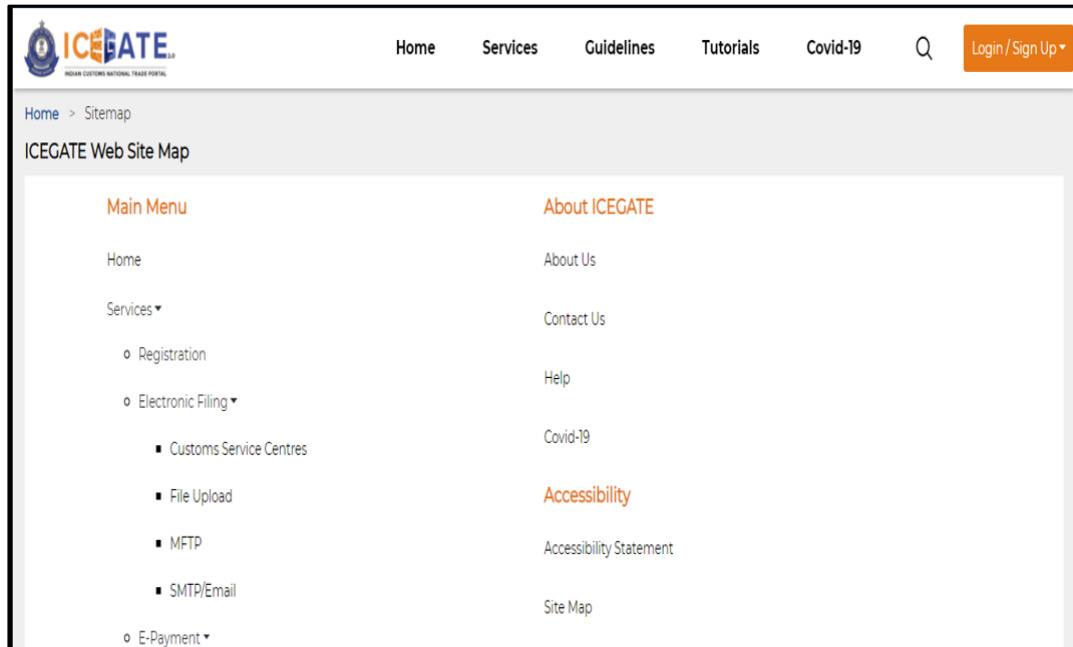 ICEGATE 2.0
INDIAN CUSTOMS NATIONAL TRADE PORTAL
Home Services Guidelines Tutorials Covid-19 Login / Sign Up
Home > Sitemap
ICEGATE Web Site Map
Main Menu
Home
Services
Registration
Electronic Filing
Customs Service Centres
File Upload
MFTP
SMTP/Email
E-Payment
About ICEGATE
About Us
Contact Us
Help
Covid-19
Accessibility
Accessibility Statement
Site Map